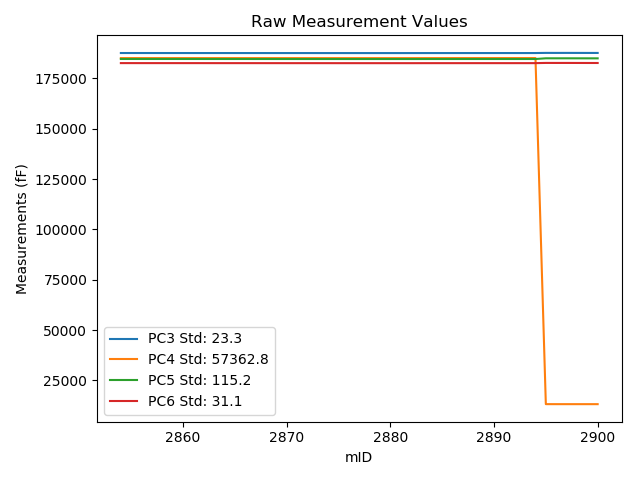 Raw Measurement Values
Measurements (fF)
175000
150000
125000
100000
75000
50000
25000
PC3 Std: 23.3
PC4 Std: 57362.8
PC5 Std: 115.2
PC6 Std: 31.1
2860 2870 2880 2890 2900
mID